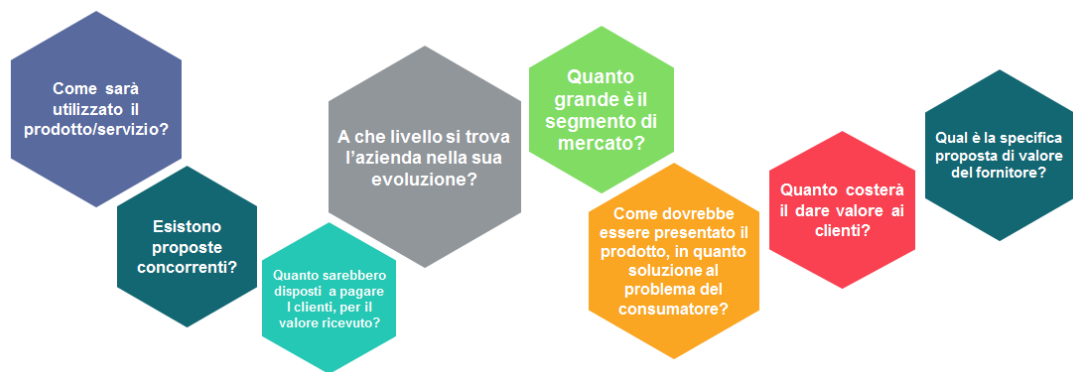 Come sarà
utilizzato il
prodotto/servizio?
Esistono
proposte
concorrenti?
Quanto sarebbero
disposti a pagare
I clienti, per il
valore ricevuto?
A che livello si trova
l’azienda nella sua
evoluzione?
Quanto
grande è il
segmento di
mercato?
Come dovrebbe
essere presentato il
prodotto, in quanto
soluzione al
problema del
consumatore?
Quanto costerà
il dare valore ai
clienti?
Qual è la specifica
proposta di valore
del fornitore?